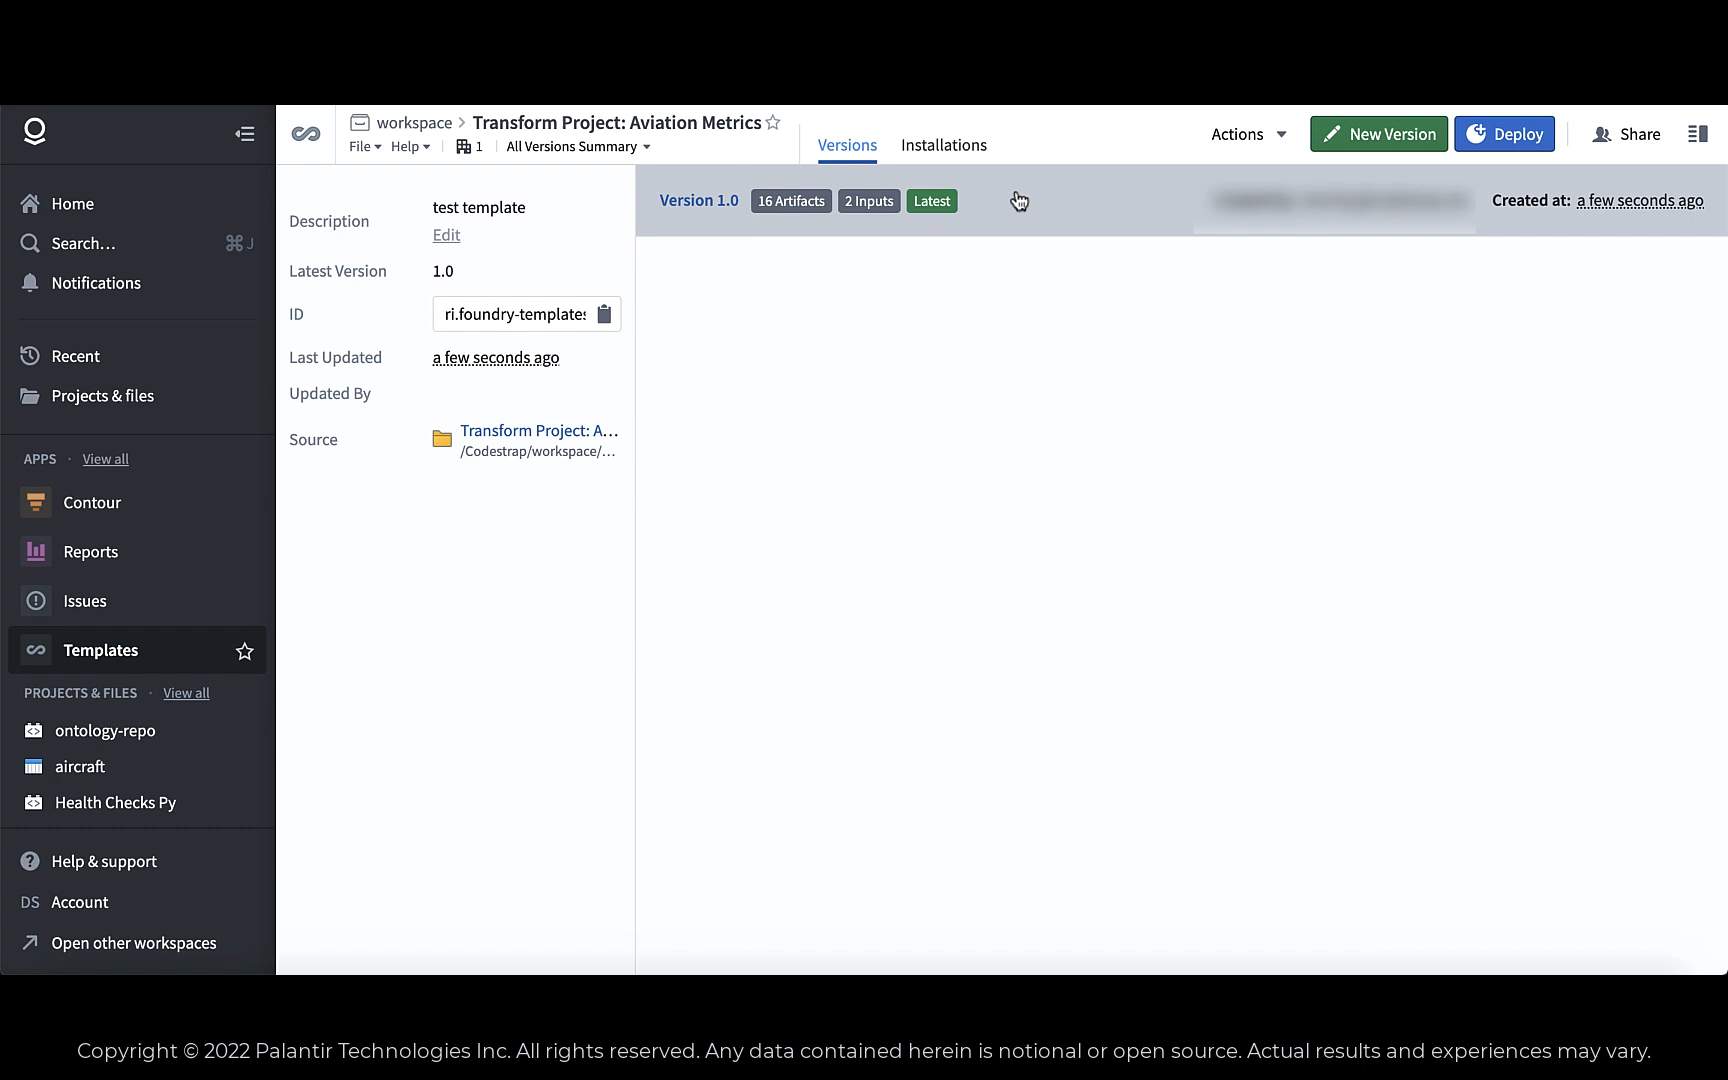 workspace > Transform Project: Aviation Metrics
File Help 1 All Versions Summary
Versions Installations
Actions New Version Deploy Share
Home
Search… ⌘ J
Notifications
Recent
Projects & files
APPS · View all
Contour
Reports
Issues
Templates
PROJECTS & FILES · View all
ontology-repo
aircraft
Health Checks Py
Help & support
DS Account
Open other workspaces
Description test template
Edit
Latest Version 1.0
ID ri.foundry-templates
Last Updated a few seconds ago
Updated By
Source Transform Project: A...
/Codestrap/workspace/...
Version 1.0 16 Artifacts 2 Inputs Latest Created at: a few seconds ago
Copyright © 2022 Palantir Technologies Inc. All rights reserved. Any data contained herein is notional or open source. Actual results and experiences may vary.